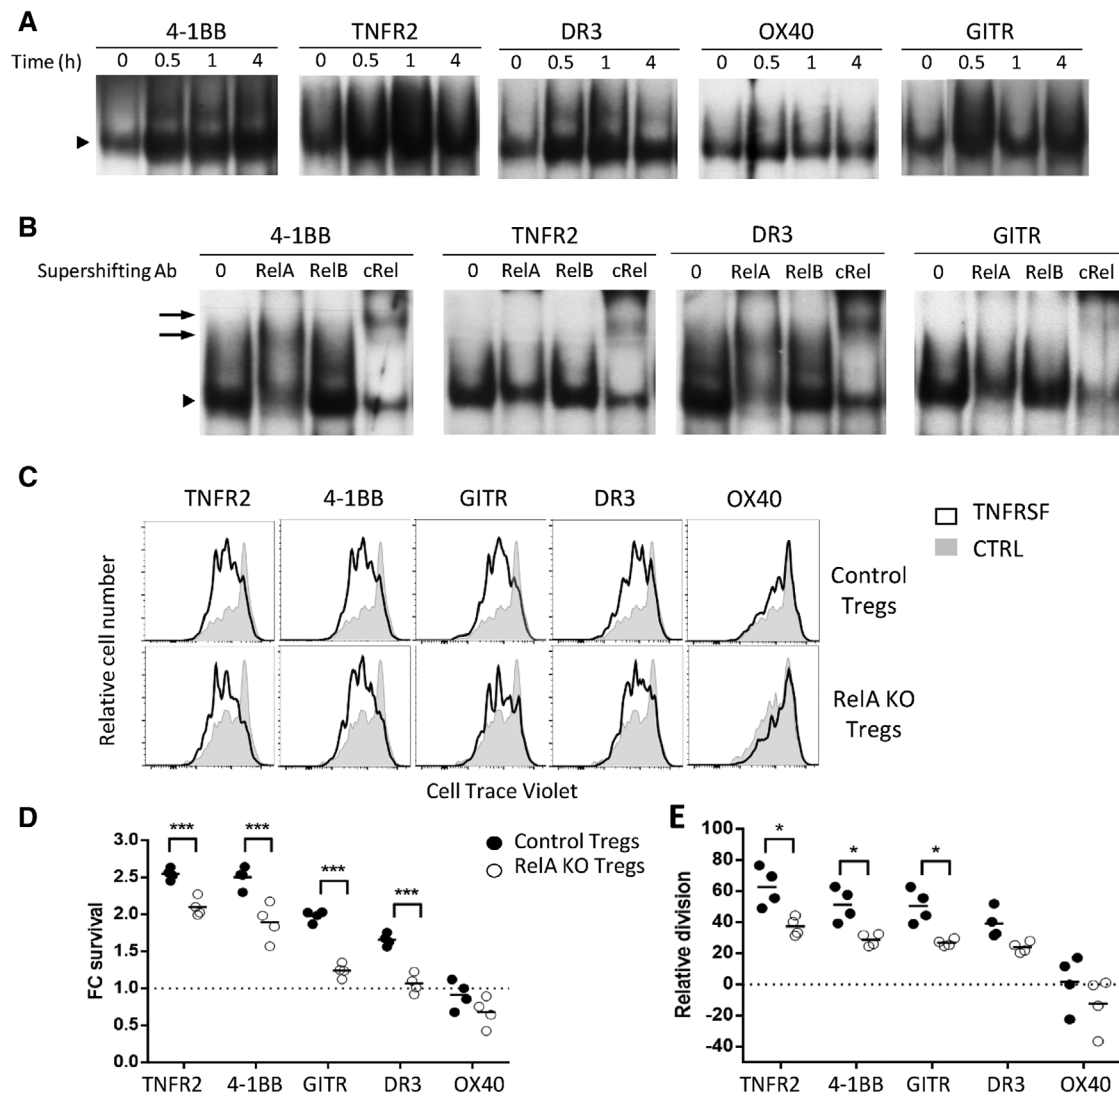 A
4-1BB TNFR2 DR3 OX40 GITR
Time (h) 0 0.5 1 4 0 0.5 1 4 0 0.5 1 4 0 0.5 1 4 0 0.5 1 4
B
4-1BB TNFR2 DR3 GITR
Supershifting Ab 0 RelA RelB cRel 0 RelA RelB cRel 0 RelA RelB cRel 0 RelA RelB cRel
C
TNFR2 4-1BB GITR DR3 OX40
TNFRSF
CTRL
Relative cell number
Control
Tregs
RelA KO
Tregs
Cell Trace Violet
D
FC survival
3.0
2.5
2.0
1.5
1.0
0.5
0.0
*** *** *** ***
Control Tregs
RelA KO Tregs
TNFR2 4-1BB GITR DR3 OX40
E
Relative division
100
80
60
40
20
0
-20
-40
* * *
TNFR2 4-1BB GITR DR3 OX40